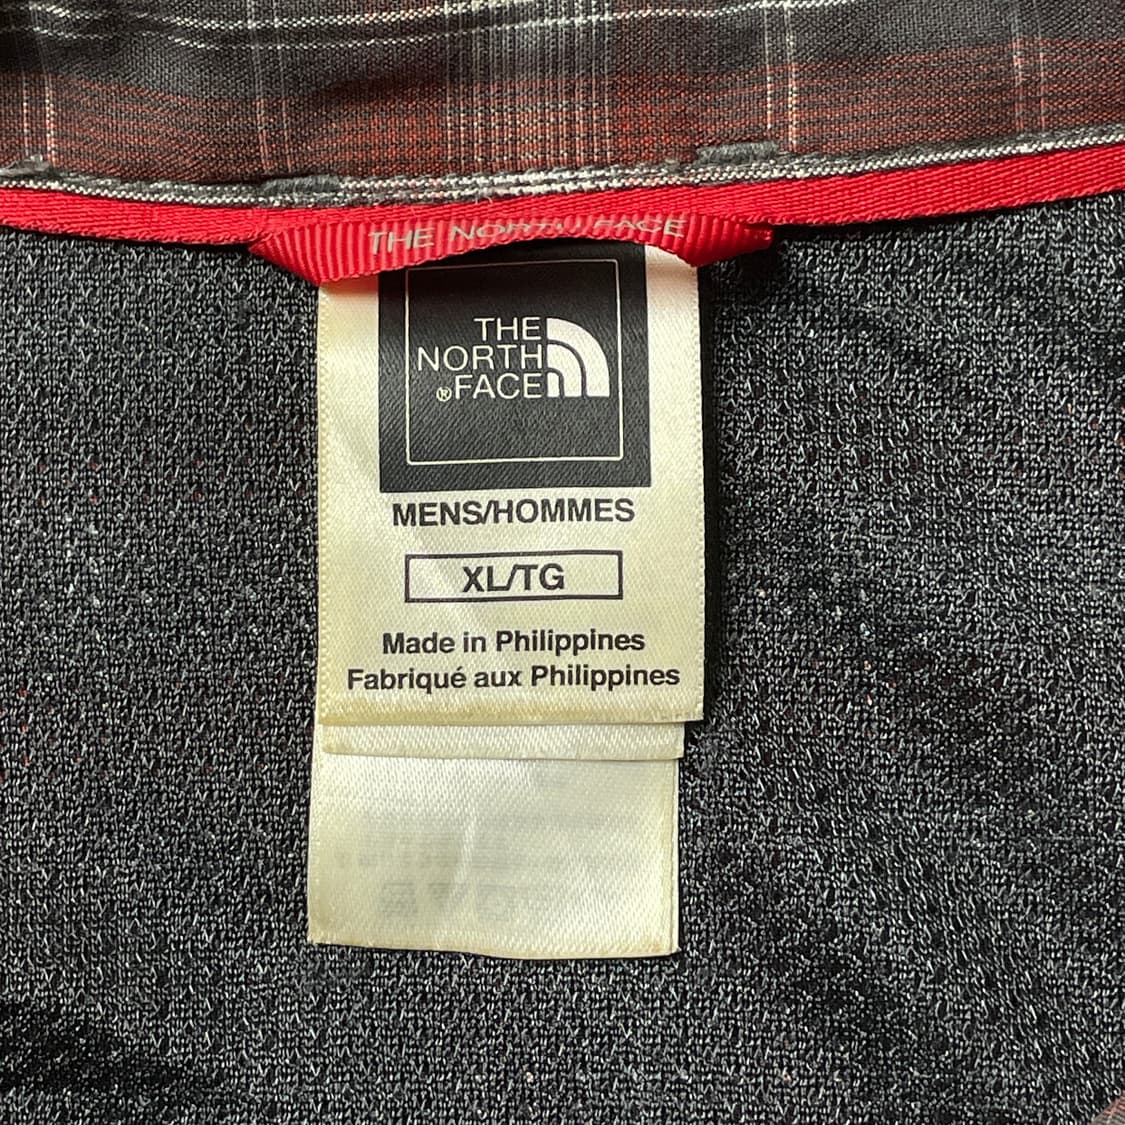 THE NORTH FACE
THE
NORTH
®FACE
MENS/HOMMES
XL/TG
Made in Philippines
Fabriqué aux Philippines